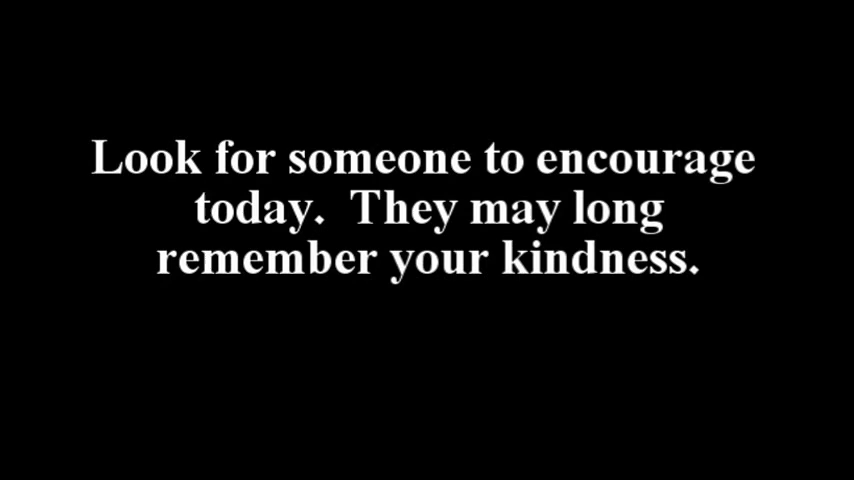 Look for someone to encourage
today.  They may long
remember your kindness.